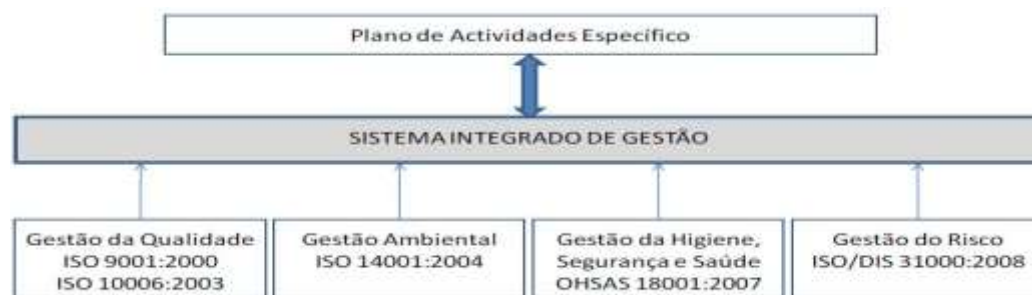 Plano de Actividades Específico
SISTEMA INTEGRADO DE GESTÃO
Gestão da Qualidade
ISO 9001:2000
ISO 10006:2003
Gestão Ambiental
ISO 14001:2004
Gestão da Higiene,
Segurança e Saúde
OHSAS 18001:2007
Gestão do Risco
ISO/DIS 31000:2008